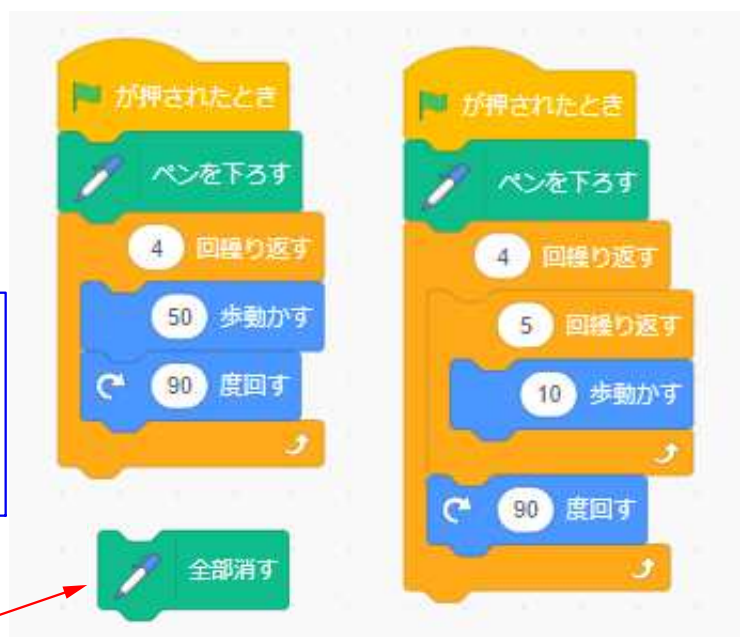 が押されたとき
ペンを下ろす
4 回繰り返す
50 歩動かす
90 度回す
全部消す
が押されたとき
ペンを下ろす
4 回繰り返す
5 回繰り返す
10 歩動かす
90 度回す